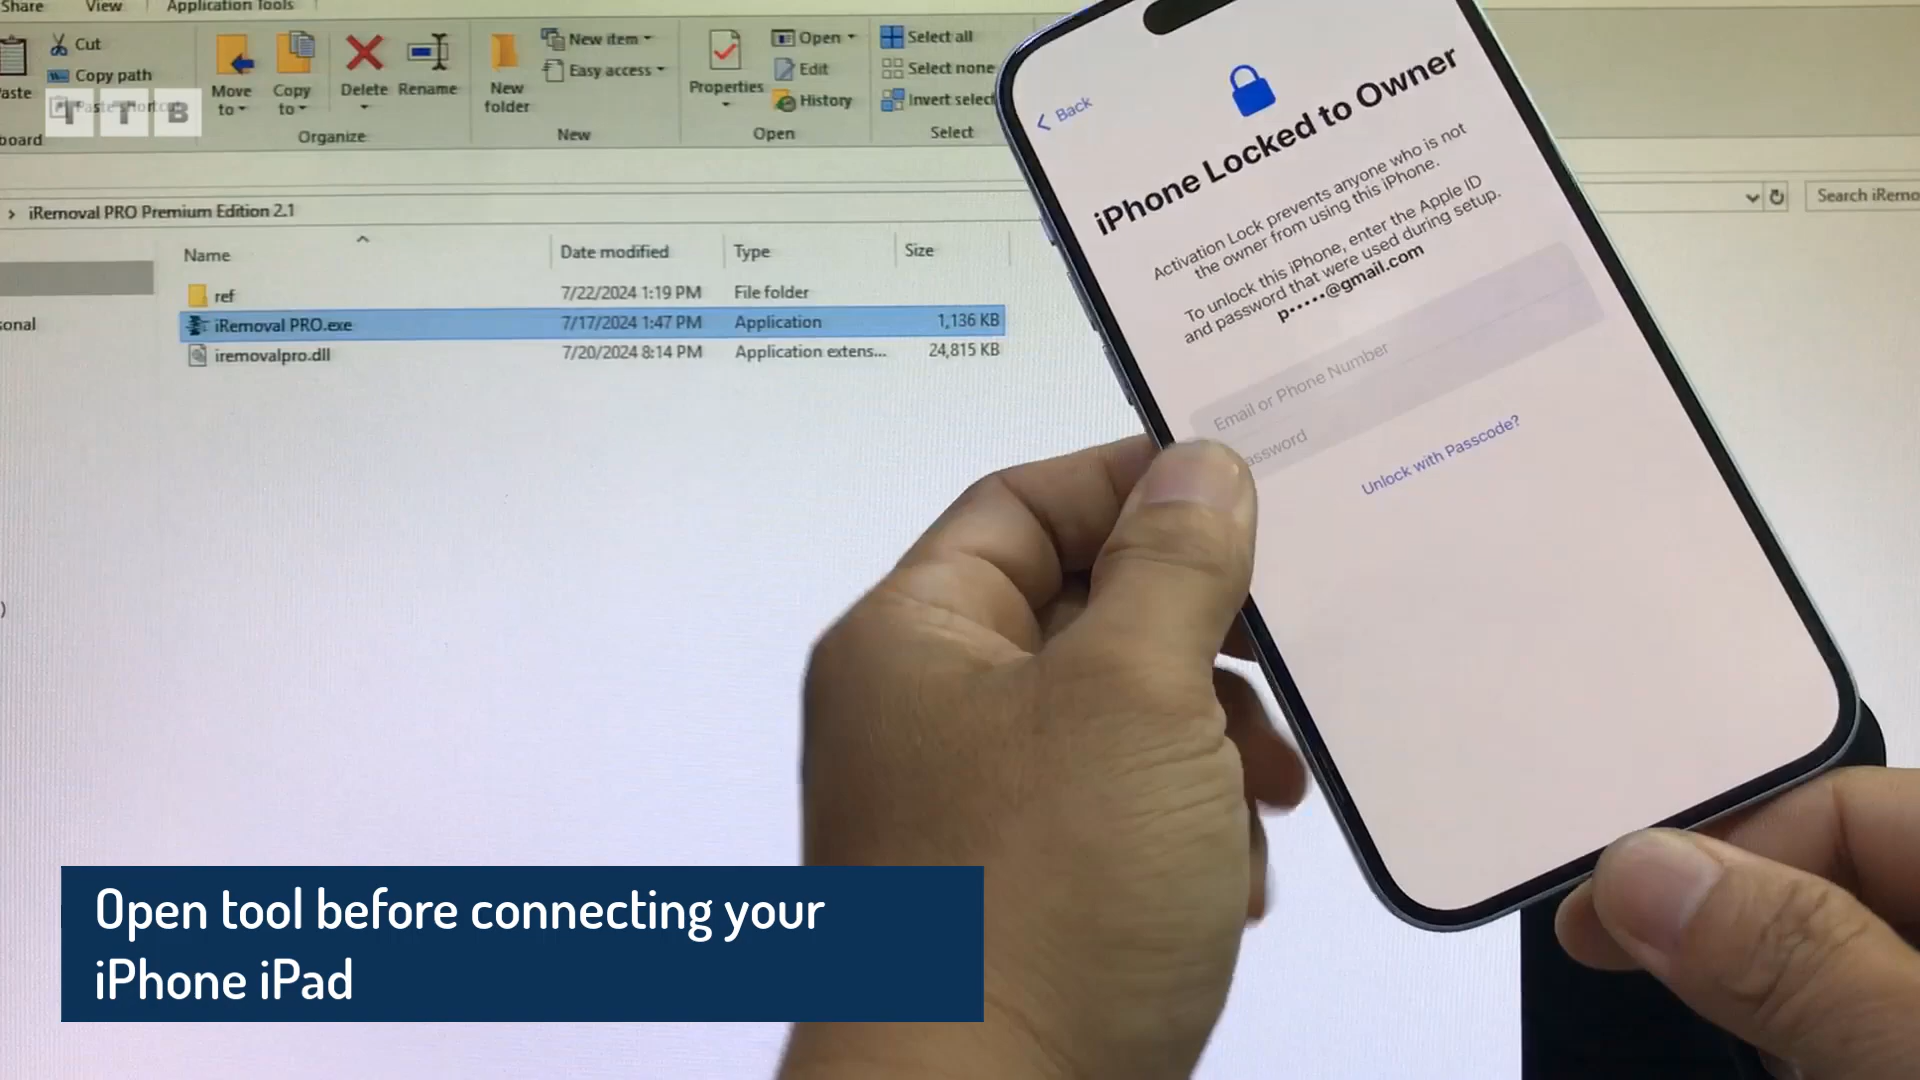 Share
View
Application Tools
Cut
Copy path
Paste shortcut
aste
board
Move to
Copy to
Delete
Rename
Organize
New folder
New item
Easy access
New
Properties
Open
Edit
History
Open
Select all
Select none
Invert select
Select
TTB
iRemoval PRO Premium Edition 2.1
Search iRemo
Name
Date modified
Type
Size
ref
7/22/2024 1:19 PM
File folder
iRemoval PRO.exe
7/17/2024 1:47 PM
Application
1,136 KB
iremovalpro.dll
7/20/2024 8:14 PM
Application extens...
24,815 KB
sonal
)
Back
iPhone Locked to Owner
Activation Lock prevents anyone who is not
the owner from using this iPhone.
To unlock this iPhone, enter the Apple ID
and password that were used during setup.
p•••••@gmail.com
Email or Phone Number
assword
Unlock with Passcode?
Open tool before connecting your
iPhone iPad